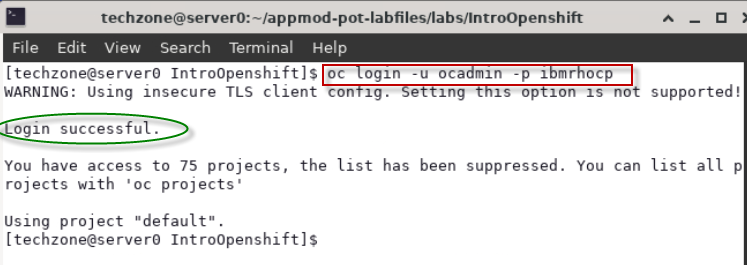 techzone@server0:~/appmod-pot-labfiles/labs/IntroOpenshift
File Edit View Search Terminal Help
[techzone@server0 IntroOpenshift]$ oc login -u ocadmin -p ibmrhocp
WARNING: Using insecure TLS client config. Setting this option is not supported!
Login successful.
You have access to 75 projects, the list has been suppressed. You can list all p
rojects with 'oc projects'
Using project "default".
[techzone@server0 IntroOpenshift]$